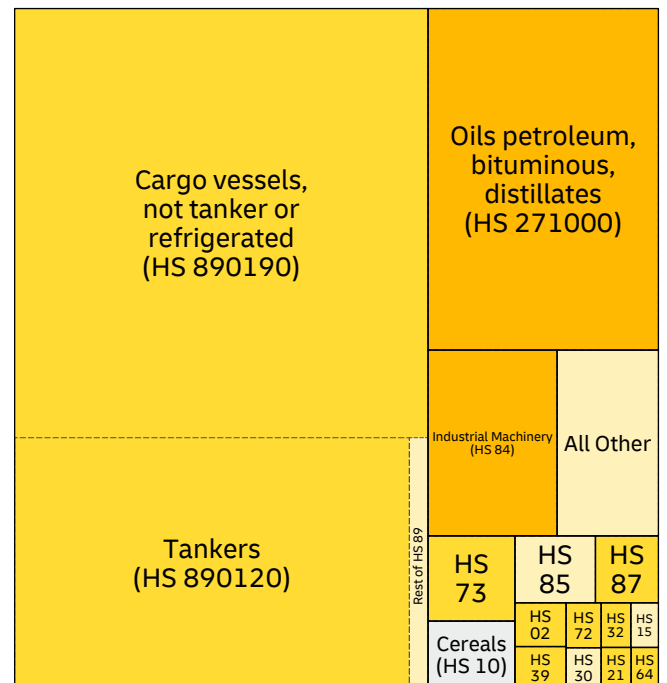 Cargo vessels,
not tanker or
refrigerated
(HS 890190)
Oils petroleum,
bituminous,
distillates
(HS 271000)
Industrial Machinery
(HS 84)
All Other
Tankers
(HS 890120)
Rest of HS 89
HS
73
HS
85
HS
87
Cereals
(HS 10)
HS
02
HS
72
HS
32
HS
15
HS
39
HS
30
HS
21
HS
64